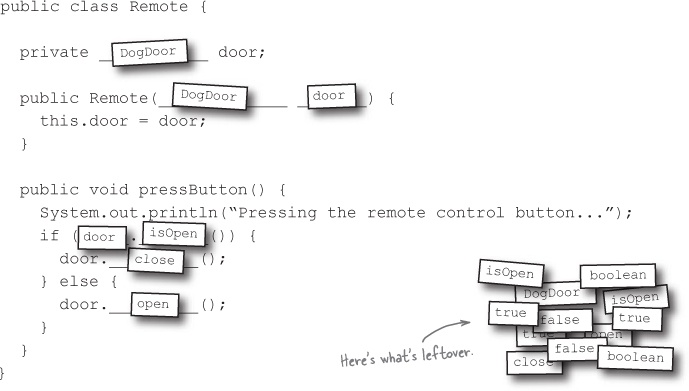 public class Remote {
private DogDoor door;
public Remote(DogDoor door) {
this.door = door;
}
public void pressButton() {
System.out.println(“Pressing the remote control button...”);
if (door.isOpen()) {
door.close();
} else {
door.open();
}
}
}
isOpen boolean
DogDoor isOpen
true false true
true open
false
close boolean
Here's what's leftover.